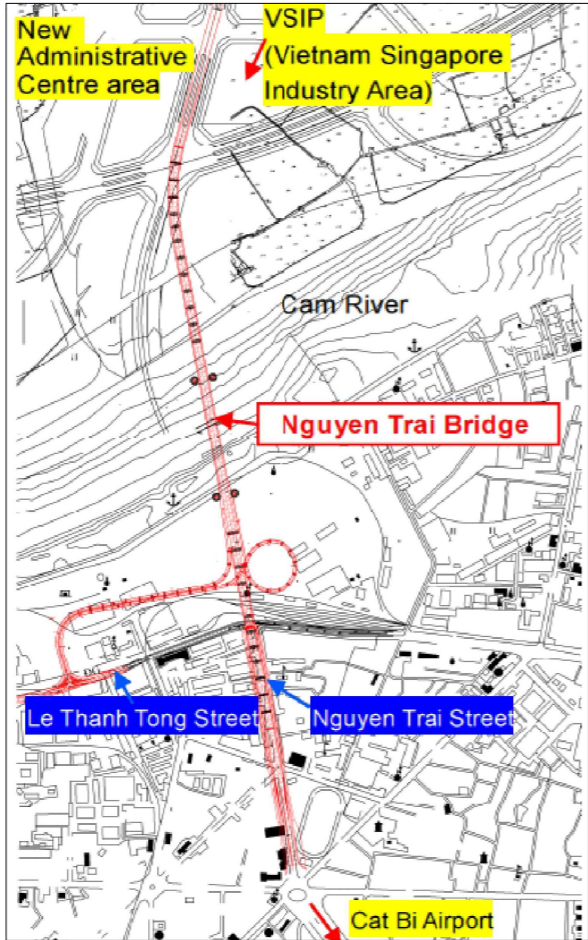 New
Administrative
Centre area
VSIP
(Vietnam Singapore
Industry Area)
Cam River
Nguyen Trai Bridge
Le Thanh Tong Street
Nguyen Trai Street
Cat Bi Airport